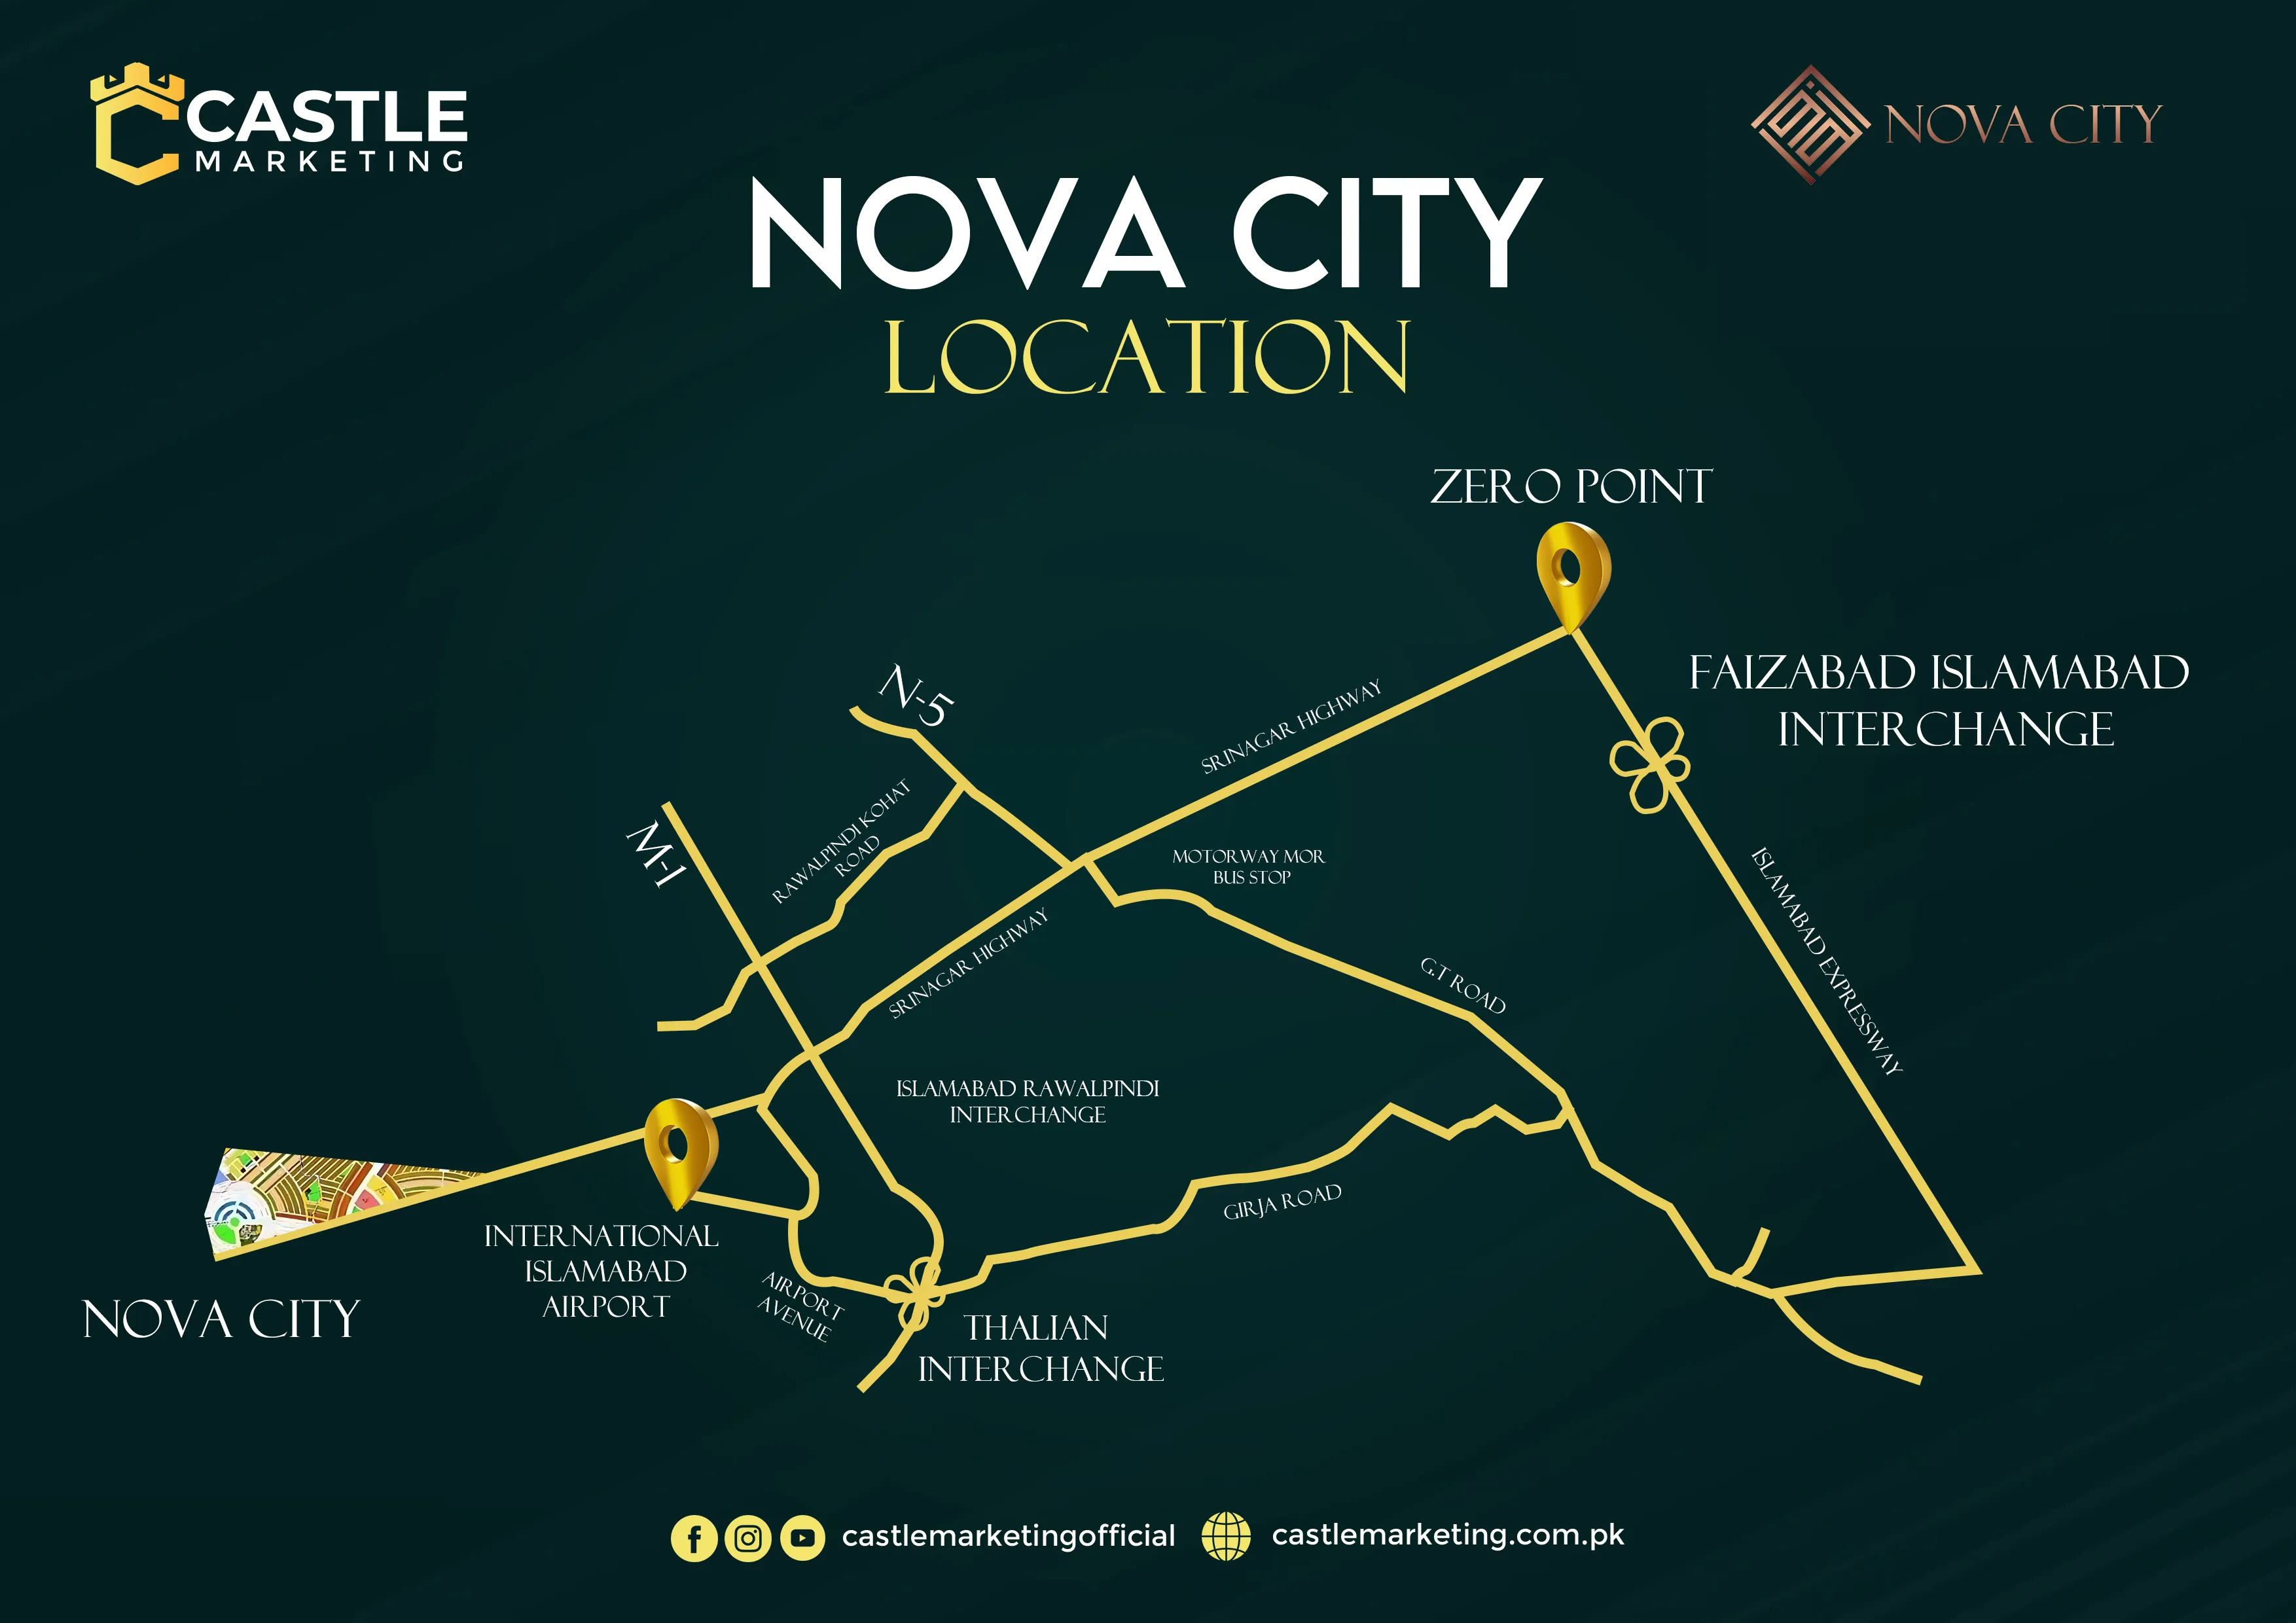 CASTLE
MARKETING
NOVA CITY
NOVA CITY
LOCATION
ZERO POINT
FAIZABAD ISLAMABAD
INTERCHANGE
N-5
SRINAGAR HIGHWAY
M-1
RAWALPINDI KOHAT
ROAD
MOTORWAY MOR
BUS STOP
ISLAMABAD EXPRESSWAY
SRINAGAR HIGHWAY
G.T ROAD
ISLAMABAD RAWALPINDI
INTERCHANGE
GIRJA ROAD
INTERNATIONAL
ISLAMABAD
AIRPORT
NOVA CITY
AIRPORT
AVENUE
THALIAN
INTERCHANGE
castlemarketingofficial
castlemarketing.com.pk